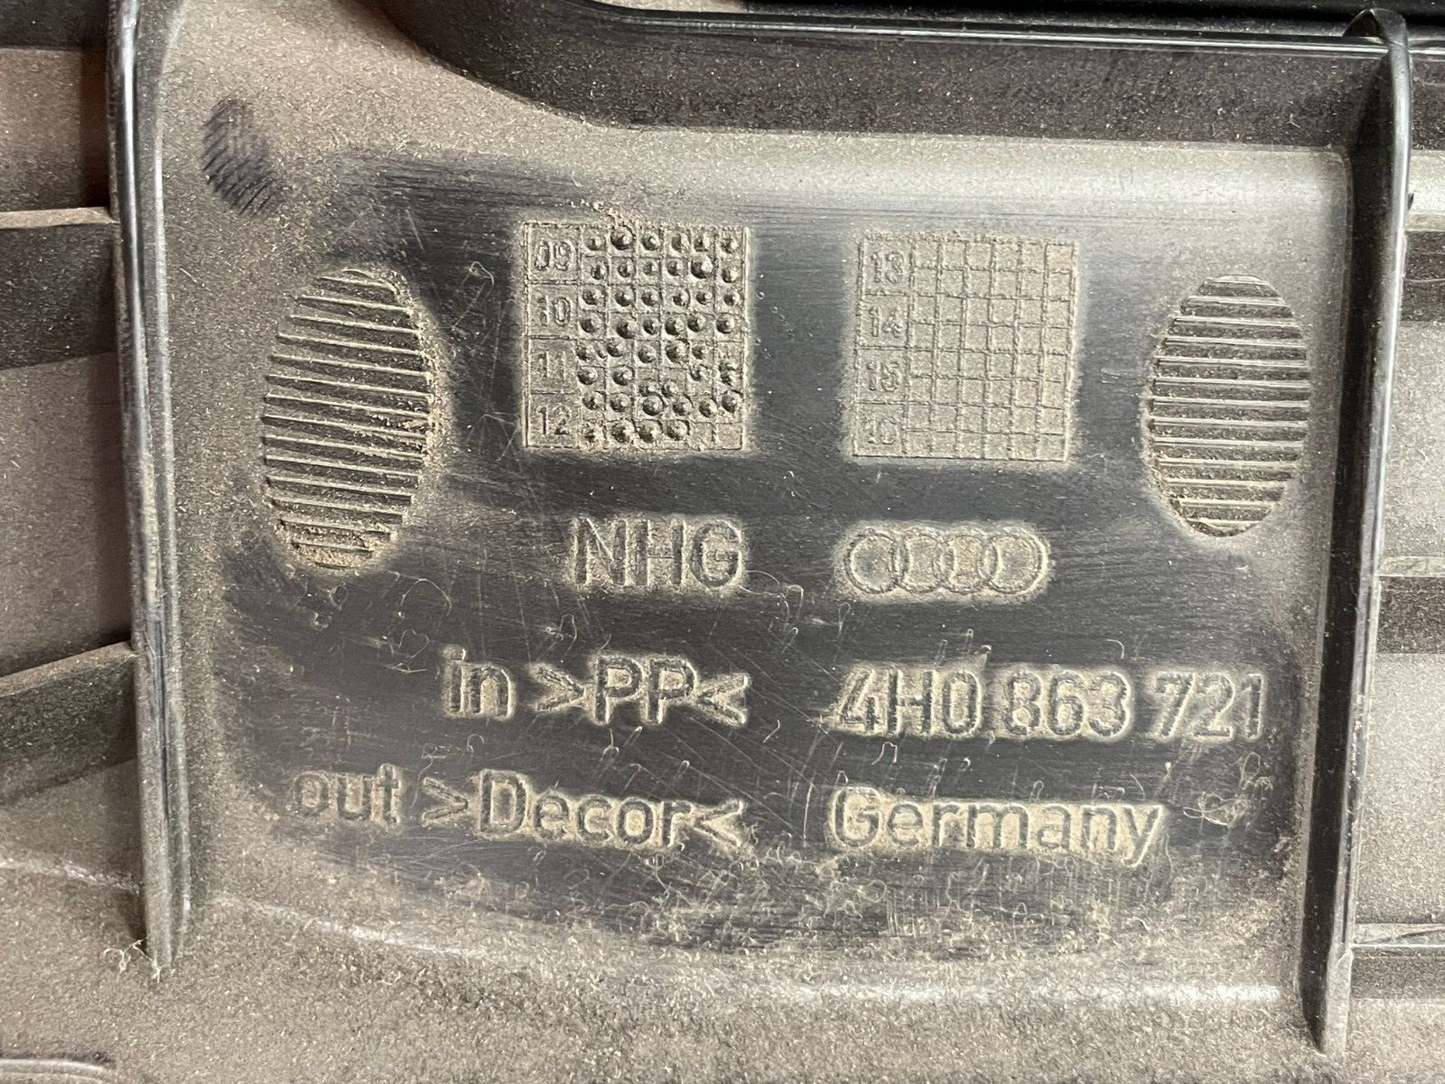 09
10
11
12
13
14
15
16
NHG
in >PP<
4H0 863 721
out >Decor<
Germany